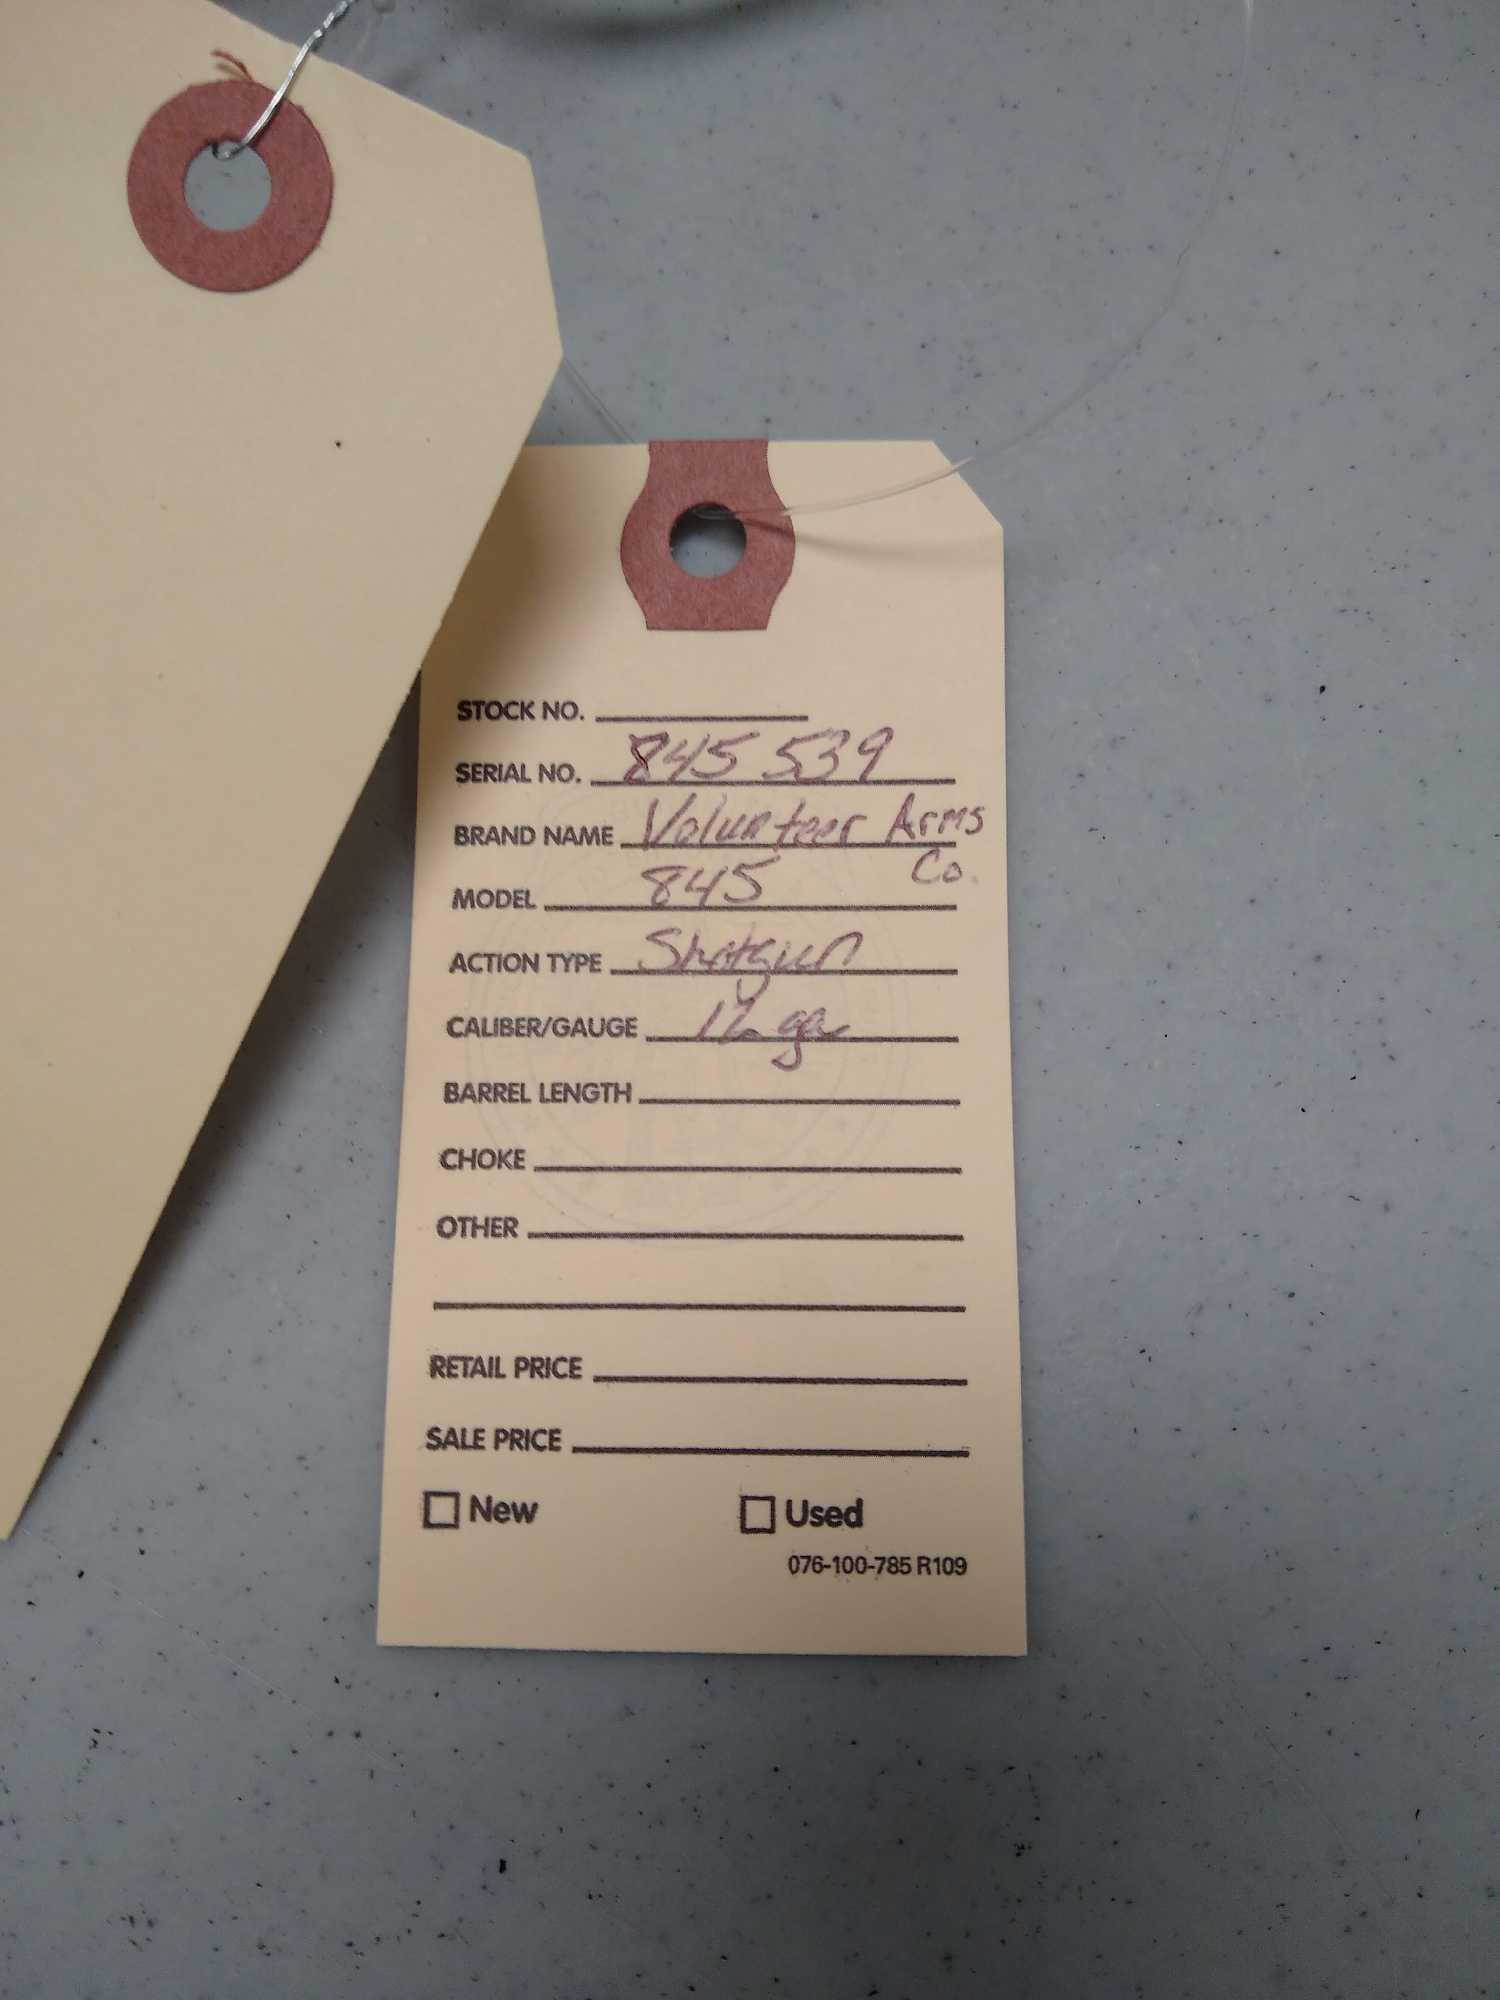 STOCK NO.
SERIAL NO. 845 539
BRAND NAME Volunteer Arms
Co.
MODEL 845
ACTION TYPE Shotgun
CALIBER/GAUGE 12 ga
BARREL LENGTH
CHOKE
OTHER
RETAIL PRICE
SALE PRICE
New Used
076-100-785 R109